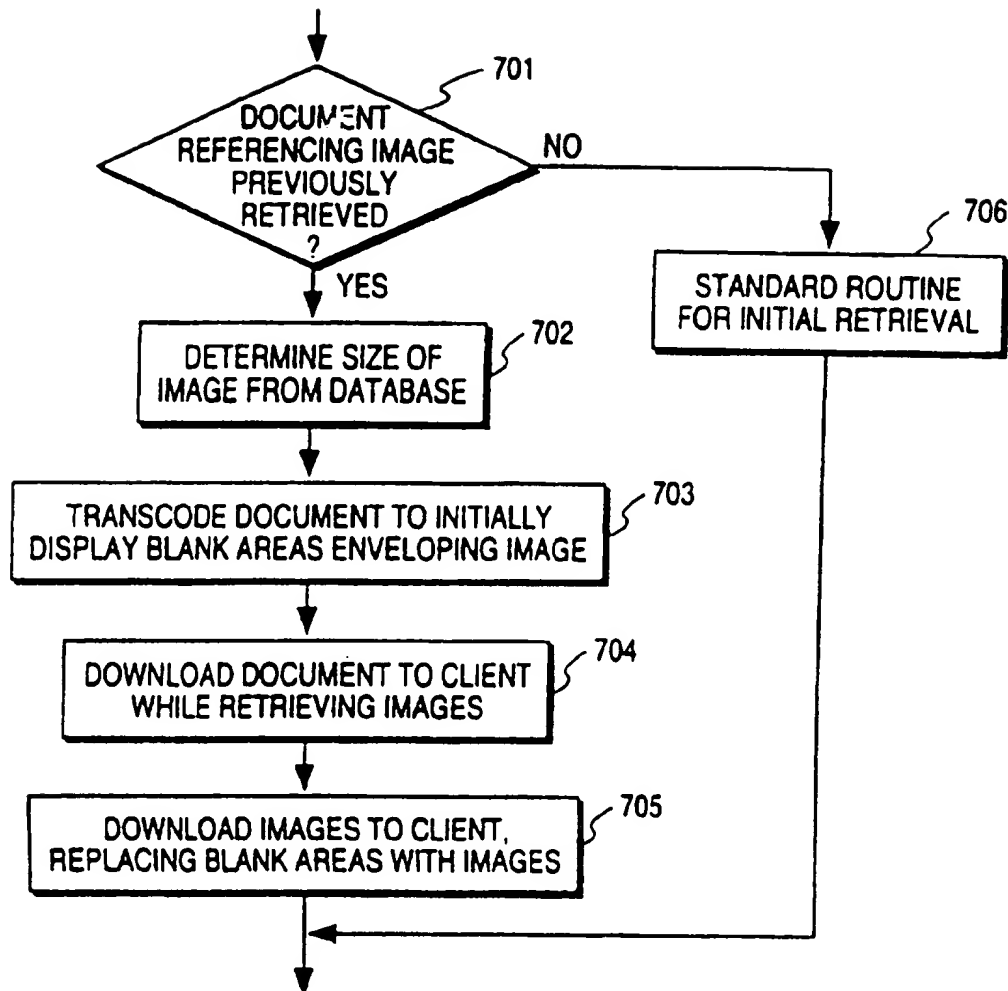 701
DOCUMENT
REFERENCING IMAGE
PREVIOUSLY
RETRIEVED
?
NO
YES
706
STANDARD ROUTINE
FOR INITIAL RETRIEVAL
702
DETERMINE SIZE OF
IMAGE FROM DATABASE
703
TRANSCODE DOCUMENT TO INITIALLY
DISPLAY BLANK AREAS ENVELOPING IMAGE
704
DOWNLOAD DOCUMENT TO CLIENT
WHILE RETRIEVING IMAGES
705
DOWNLOAD IMAGES TO CLIENT,
REPLACING BLANK AREAS WITH IMAGES